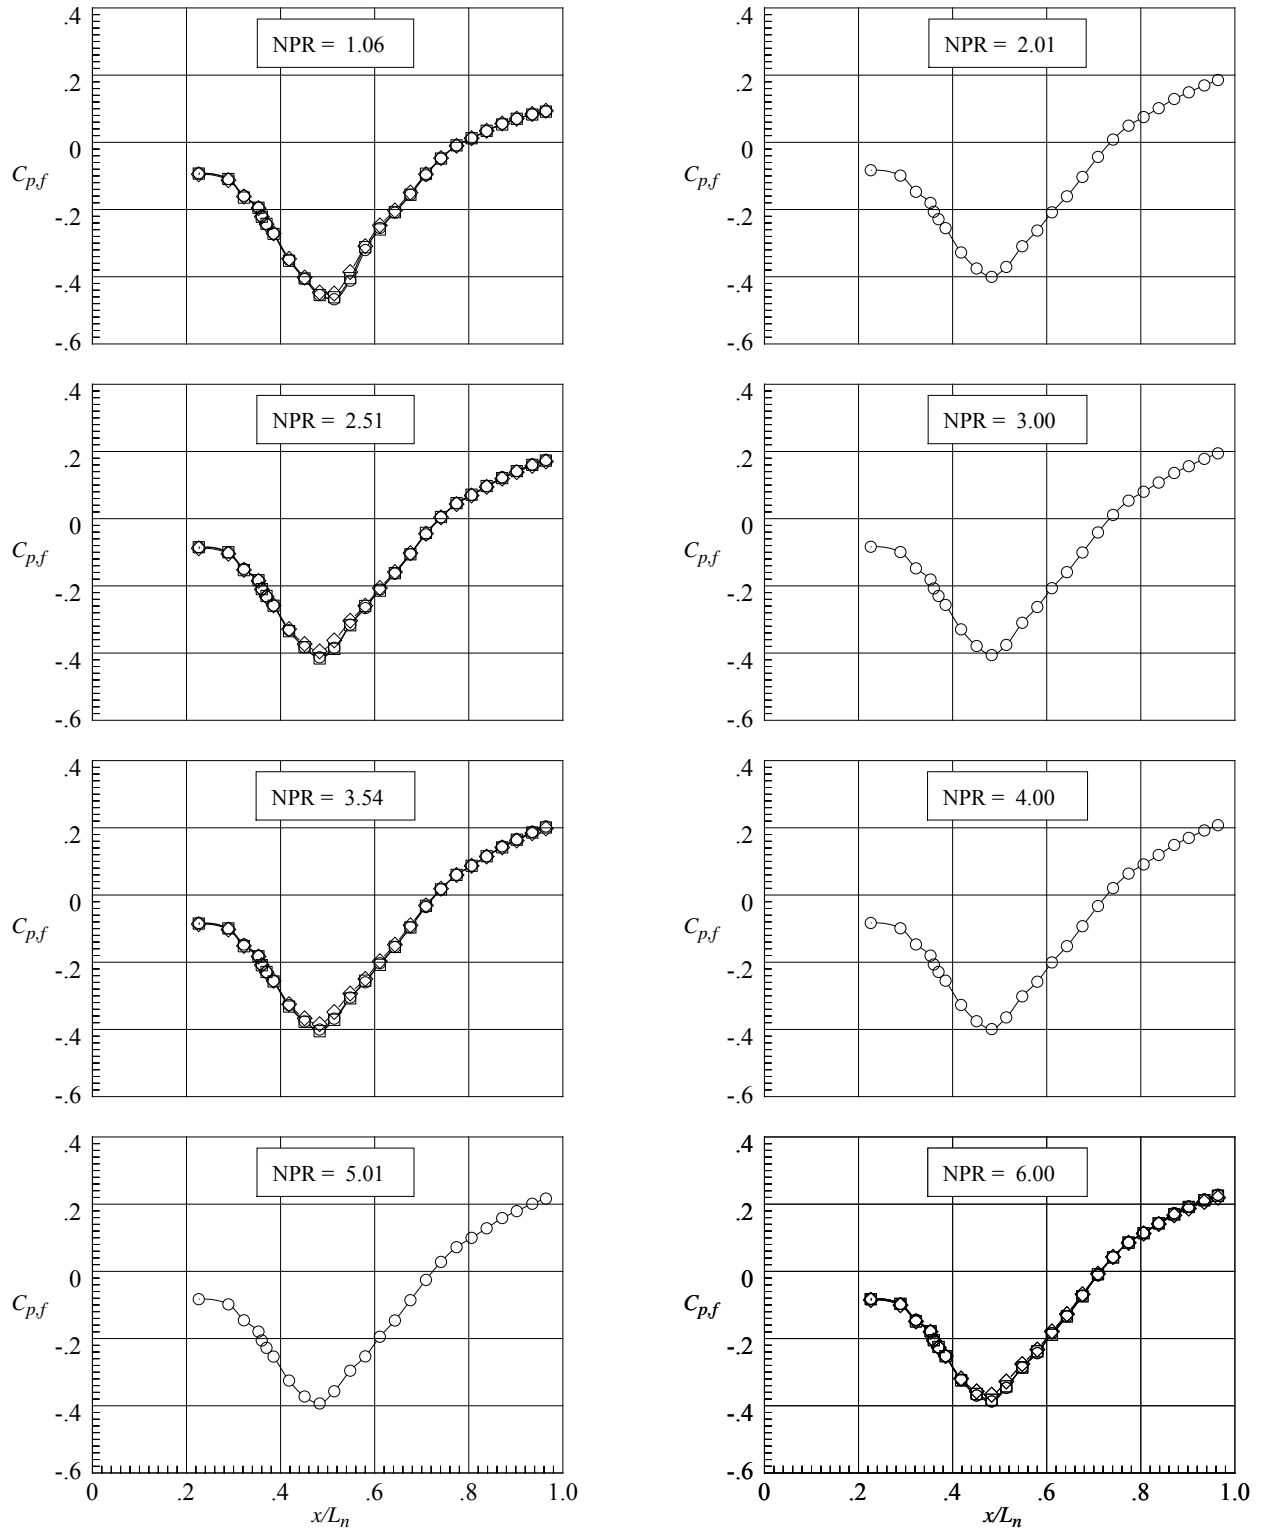 .4
NPR = 1.06
.2
0
C_{p,f}
-.2
-.4
-.6
.4
NPR = 2.01
.2
0
C_{p,f}
-.2
-.4
-.6
.4
NPR = 2.51
.2
0
C_{p,f}
-.2
-.4
-.6
.4
NPR = 3.00
.2
0
C_{p,f}
-.2
-.4
-.6
.4
NPR = 3.54
.2
0
C_{p,f}
-.2
-.4
-.6
.4
NPR = 4.00
.2
0
C_{p,f}
-.2
-.4
-.6
.4
NPR = 5.01
.2
0
C_{p,f}
-.2
-.4
-.6
0 .2 .4 .6 .8 1.0
x/L_n
.4
NPR = 6.00
.2
0
C_{p,f}
-.2
-.4
-.6
0 .2 .4 .6 .8 1.0
x/L_n